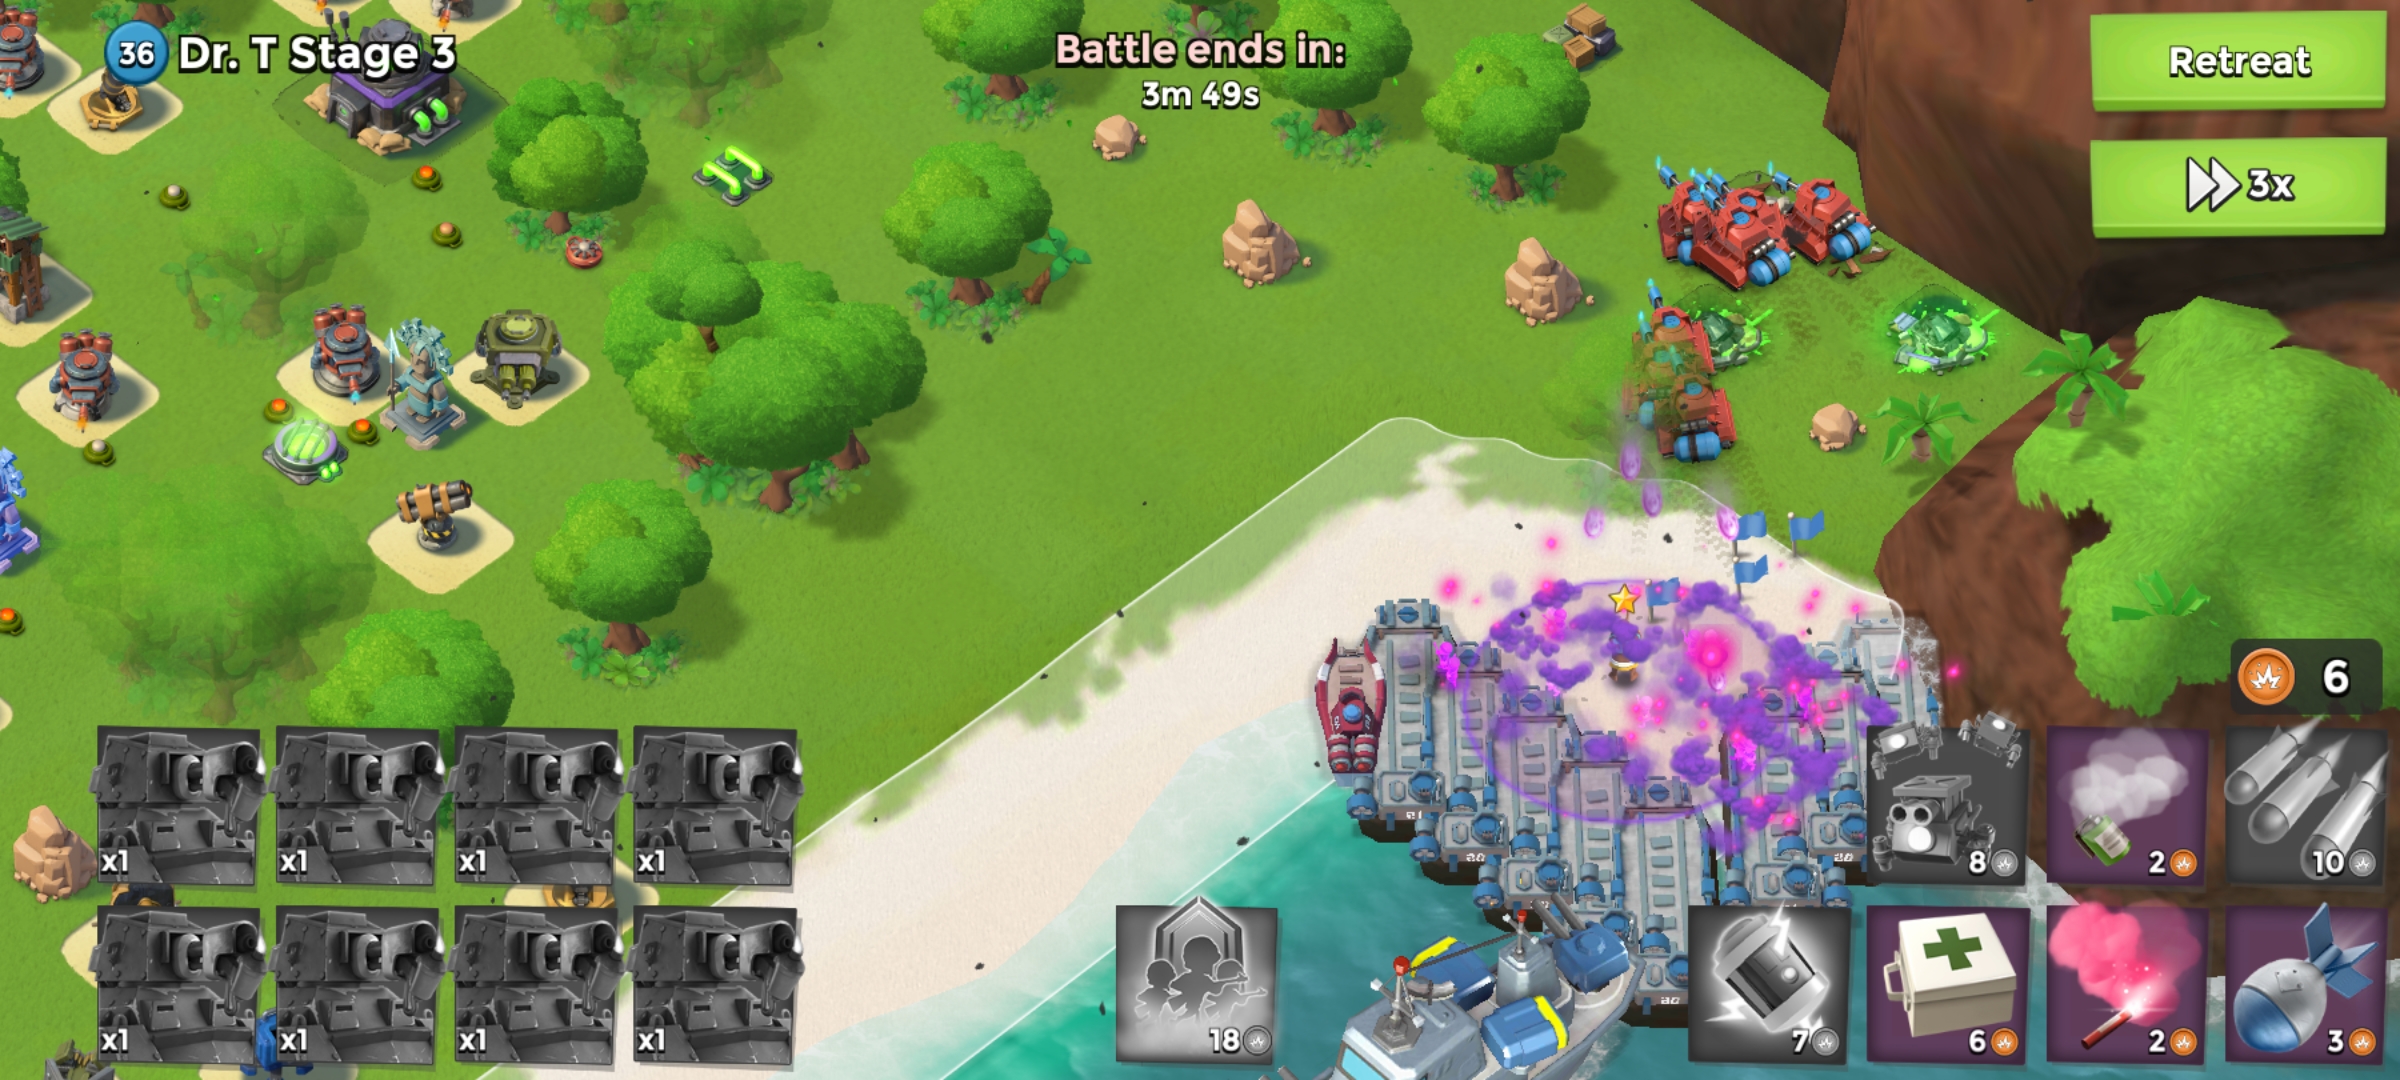 36 Dr. T Stage 3
Battle ends in:
3m 49s
Retreat
3x
6
x1 x1 x1 x1
8 2 10
x1 x1 x1 x1
18 7 6 2 3